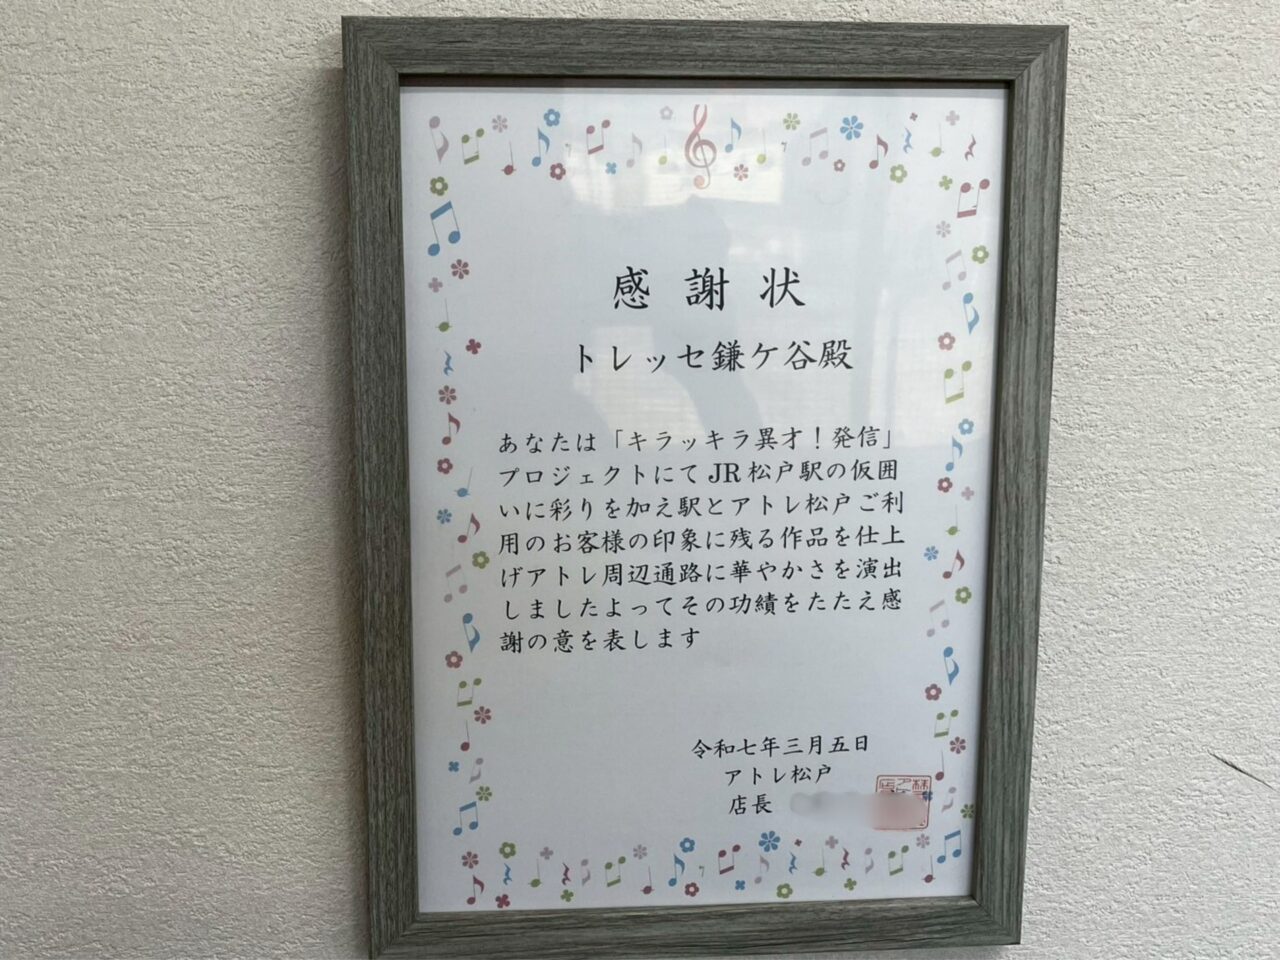 感謝状
トレッセ鎌ケ谷殿
あなたは「キラッキラ異才！発信」
プロジェクトにてJR松戸駅の仮囲
いに彩りを加え駅とアトレ松戸ご利
用のお客様の印象に残る作品を仕上
げアトレ周辺通路に華やかさを演出
しましたよってその功績をたたえ感
謝の意を表します
令和七年三月五日
アトレ松戸
店長